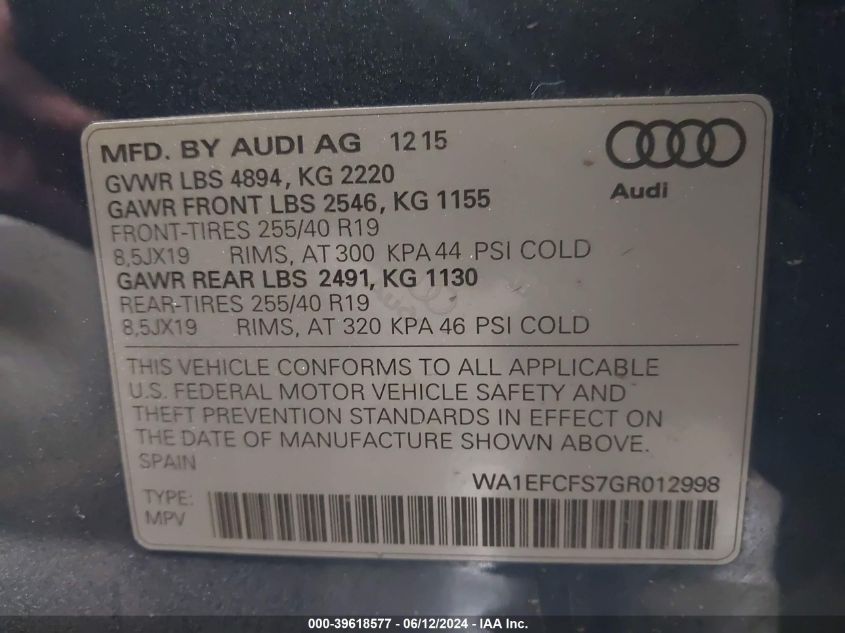 MFD. BY AUDI AG 12 15
GVWR LBS 4894, KG 2220
GAWR FRONT LBS 2546, KG 1155
FRONT-TIRES 255/40 R19
8,5JX19 RIMS, AT 300 KPA 44 PSI COLD
GAWR REAR LBS 2491, KG 1130
REAR-TIRES 255/40 R19
8,5JX19 RIMS, AT 320 KPA 46 PSI COLD
Audi
THIS VEHICLE CONFORMS TO ALL APPLICABLE
U.S. FEDERAL MOTOR VEHICLE SAFETY AND
THEFT PREVENTION STANDARDS IN EFFECT ON
THE DATE OF MANUFACTURE SHOWN ABOVE.
SPAIN
WA1EFCFS7GR012998
TYPE:
MPV
000-39618577 - 06/12/2024 - IAA Inc.